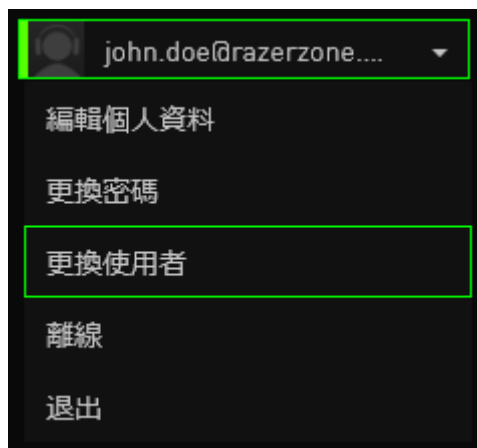 john.doe@razerzone....
編輯個人資料
更換密碼
更換使用者
離線
退出